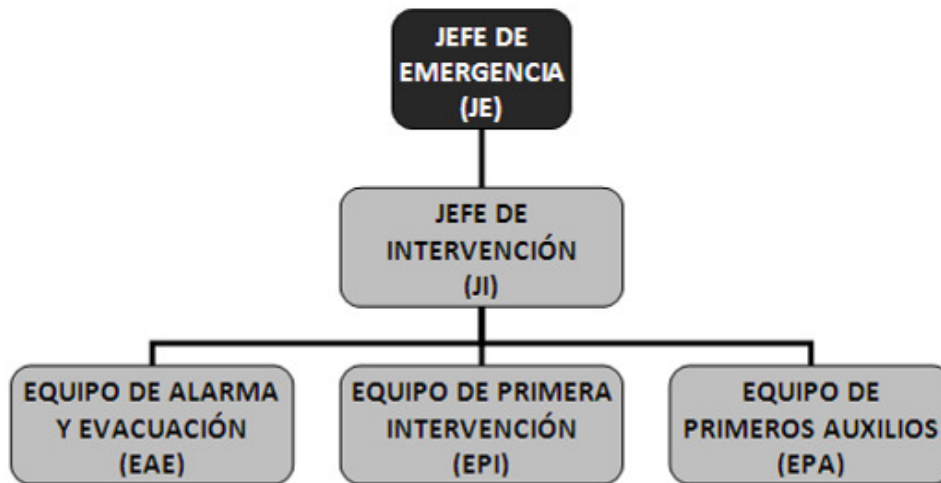 JEFE DE
EMERGENCIA
(JE)
JEFE DE
INTERVENCIÓN
(JI)
EQUIPO DE ALARMA
Y EVACUACIÓN
(EAE)
EQUIPO DE PRIMERA
INTERVENCIÓN
(EPI)
EQUIPO DE
PRIMEROS AUXILIOS
(EPA)